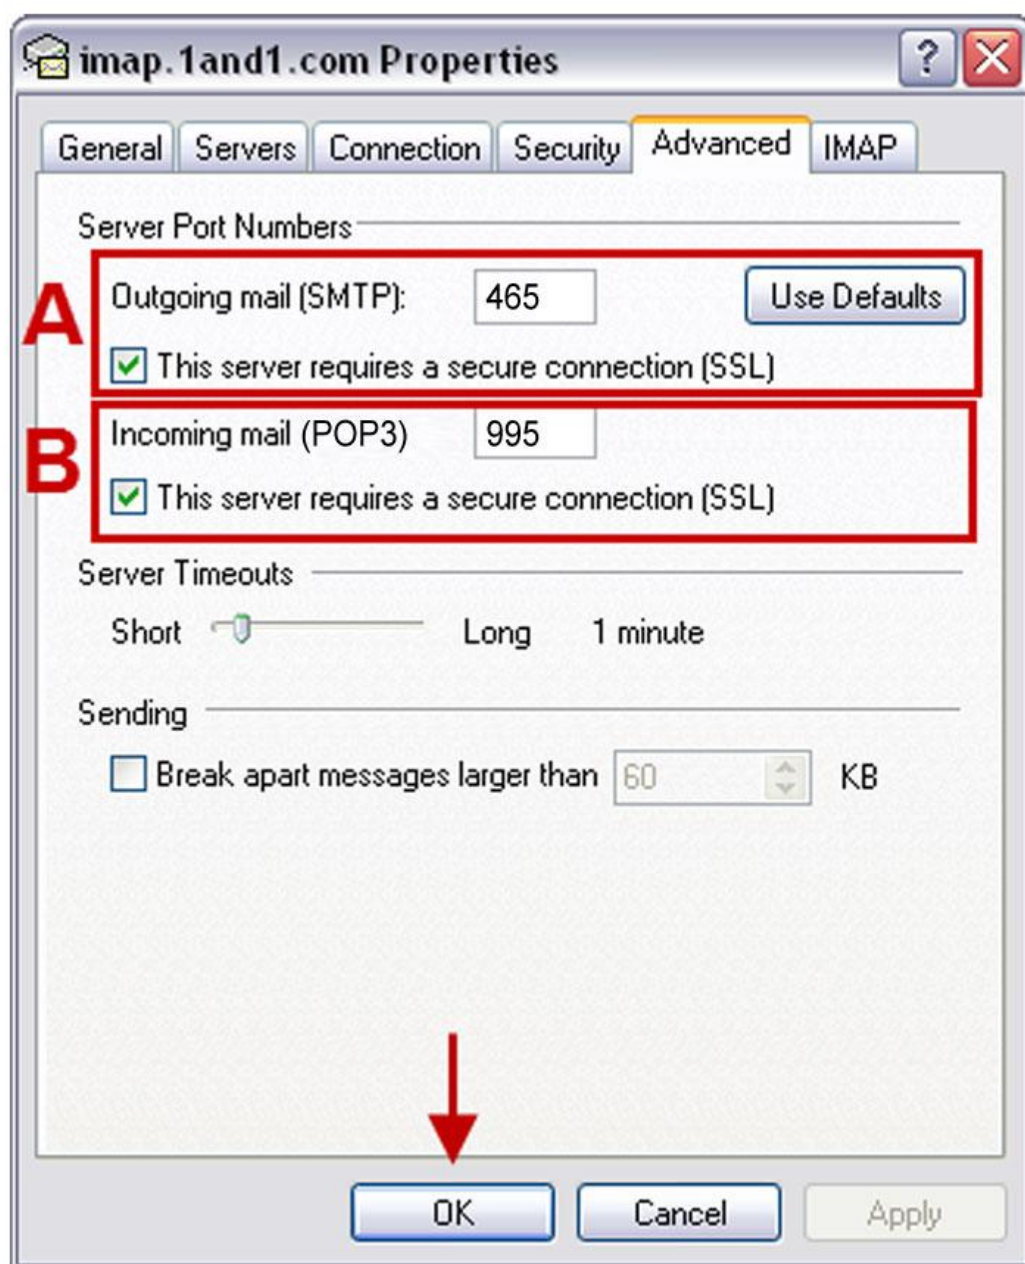 imap.1and1.com Properties
?
General Servers Connection Security Advanced IMAP
Server Port Numbers
A
Outgoing mail (SMTP): 465 Use Defaults
This server requires a secure connection (SSL)
B
Incoming mail (POP3) 995
This server requires a secure connection (SSL)
Server Timeouts
Short Long 1 minute
Sending
Break apart messages larger than 60 KB
OK Cancel Apply